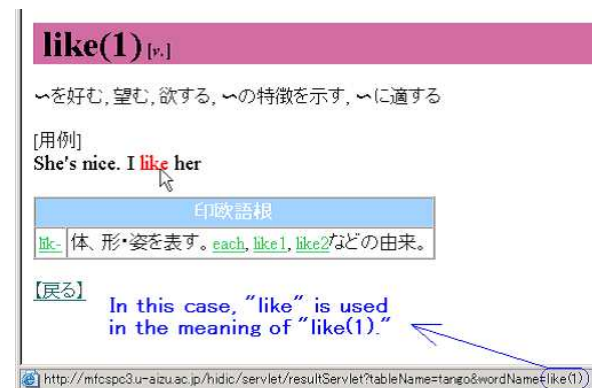 like(1) [v.]
〜を好む, 望む, 欲する, 〜の特徴を示す, 〜に適する
[用例]
She's nice. I like her
印欧語根
lik- 体、形・姿を表す。each, like1, like2などの由来。
【戻る】
In this case, "like" is used
in the meaning of "like(1)."
http://mfcspc3.u-aizu.ac.jp/hidic/servlet/resultServlet?tableName=tango&wordName=like(1)